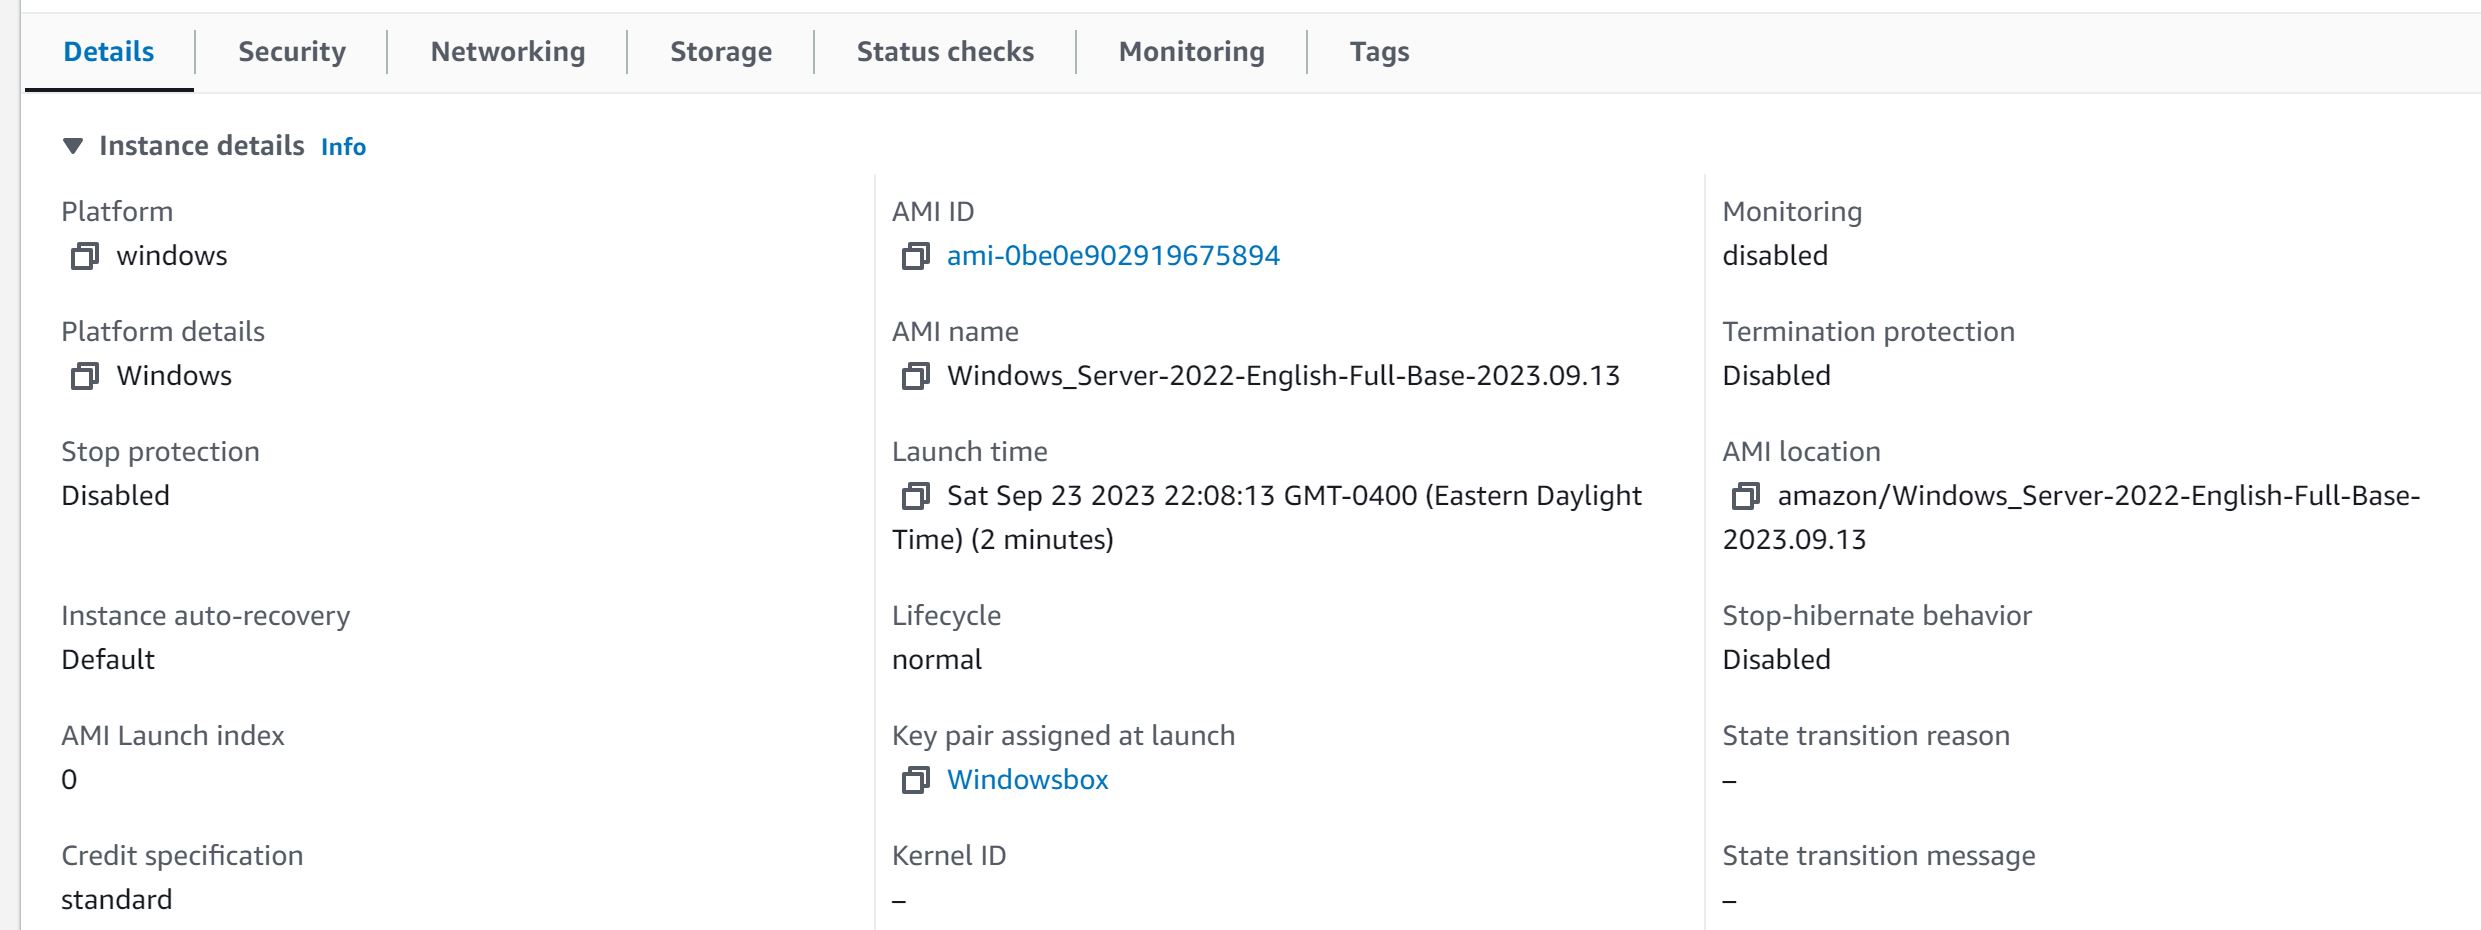 Details
Security
Networking
Storage
Status checks
Monitoring
Tags
Instance details Info
Platform
windows
AMI ID
ami-0be0e902919675894
Monitoring
disabled
Platform details
Windows
AMI name
Windows_Server-2022-English-Full-Base-2023.09.13
Termination protection
Disabled
Stop protection
Disabled
Launch time
Sat Sep 23 2023 22:08:13 GMT-0400 (Eastern Daylight
Time) (2 minutes)
AMI location
amazon/Windows_Server-2022-English-Full-Base-
2023.09.13
Instance auto-recovery
Default
Lifecycle
normal
Stop-hibernate behavior
Disabled
AMI Launch index
0
Key pair assigned at launch
Windowsbox
State transition reason
–
Credit specification
standard
Kernel ID
–
State transition message
–